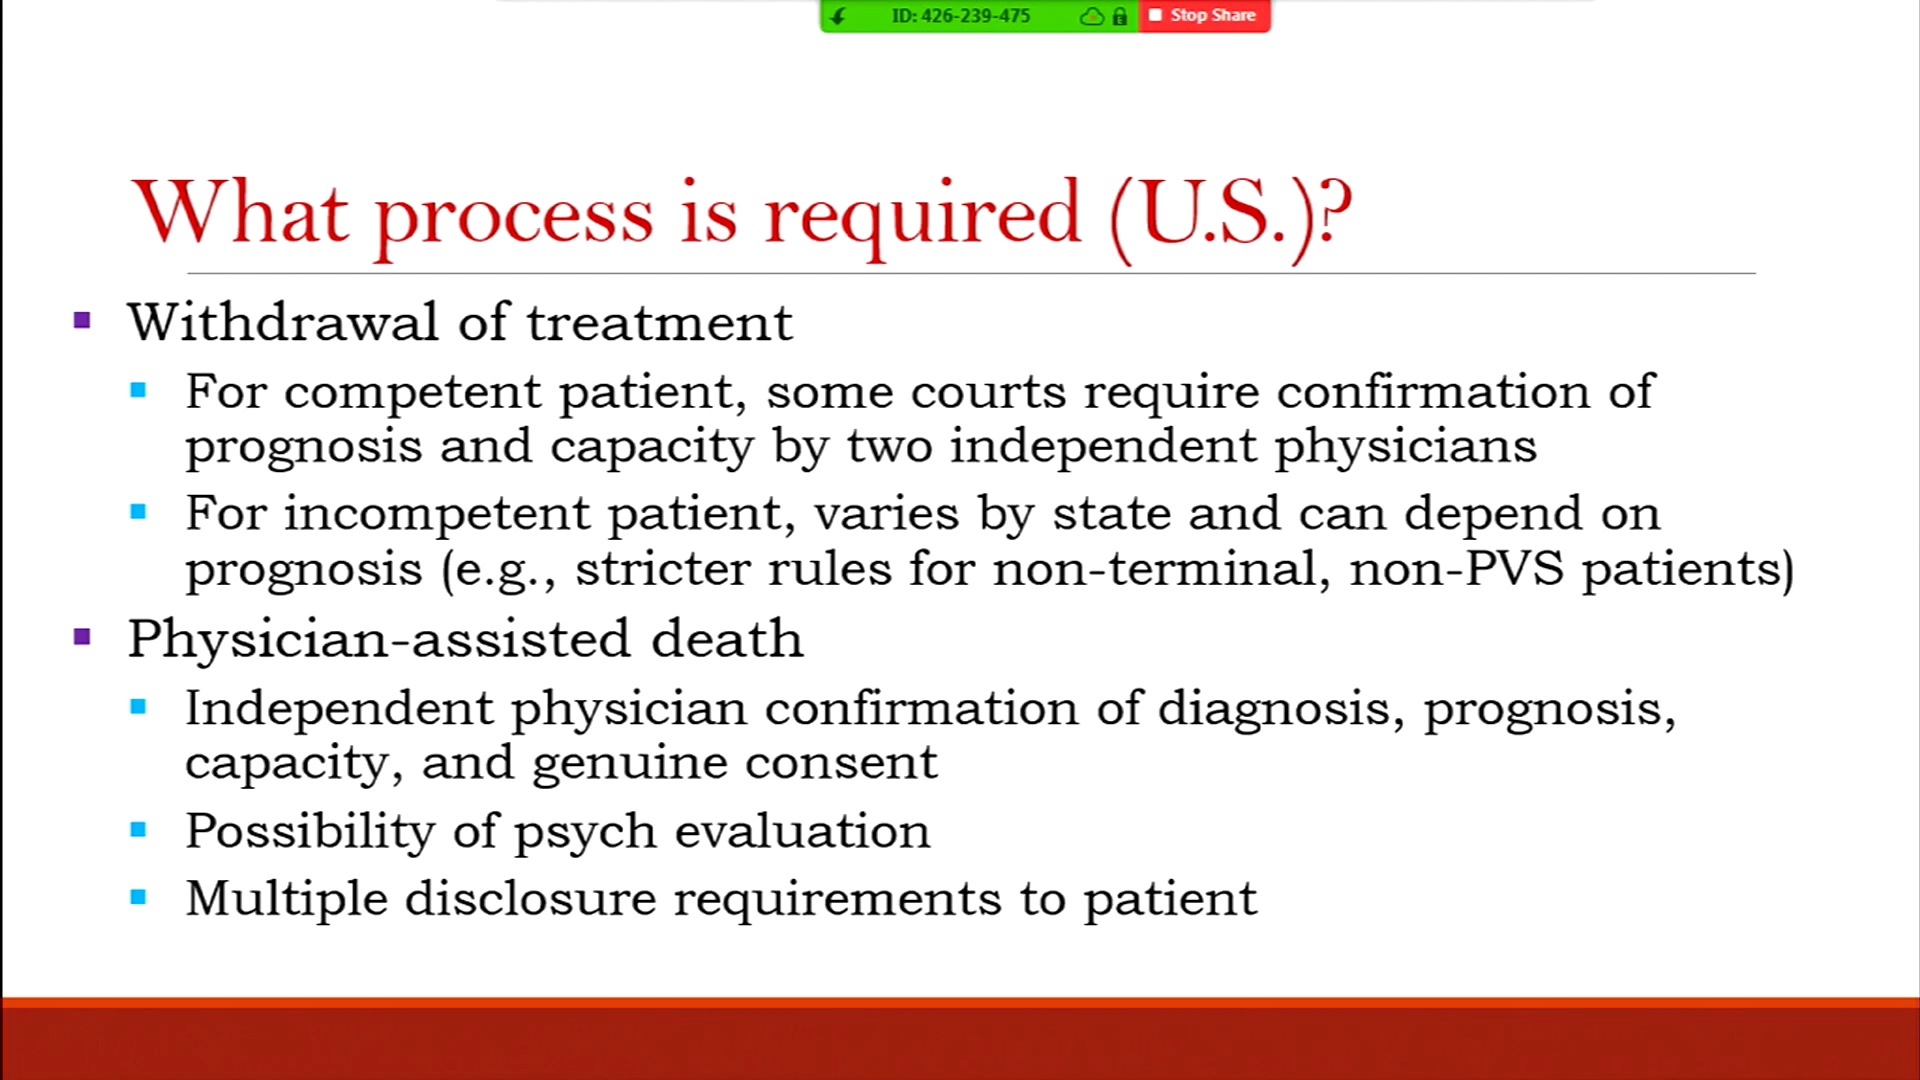 ID: 426-239-475
Stop Share
What process is required (U.S.)?
Withdrawal of treatment
For competent patient, some courts require confirmation of
prognosis and capacity by two independent physicians
For incompetent patient, varies by state and can depend on
prognosis (e.g., stricter rules for non-terminal, non-PVS patients)
Physician-assisted death
Independent physician confirmation of diagnosis, prognosis,
capacity, and genuine consent
Possibility of psych evaluation
Multiple disclosure requirements to patient